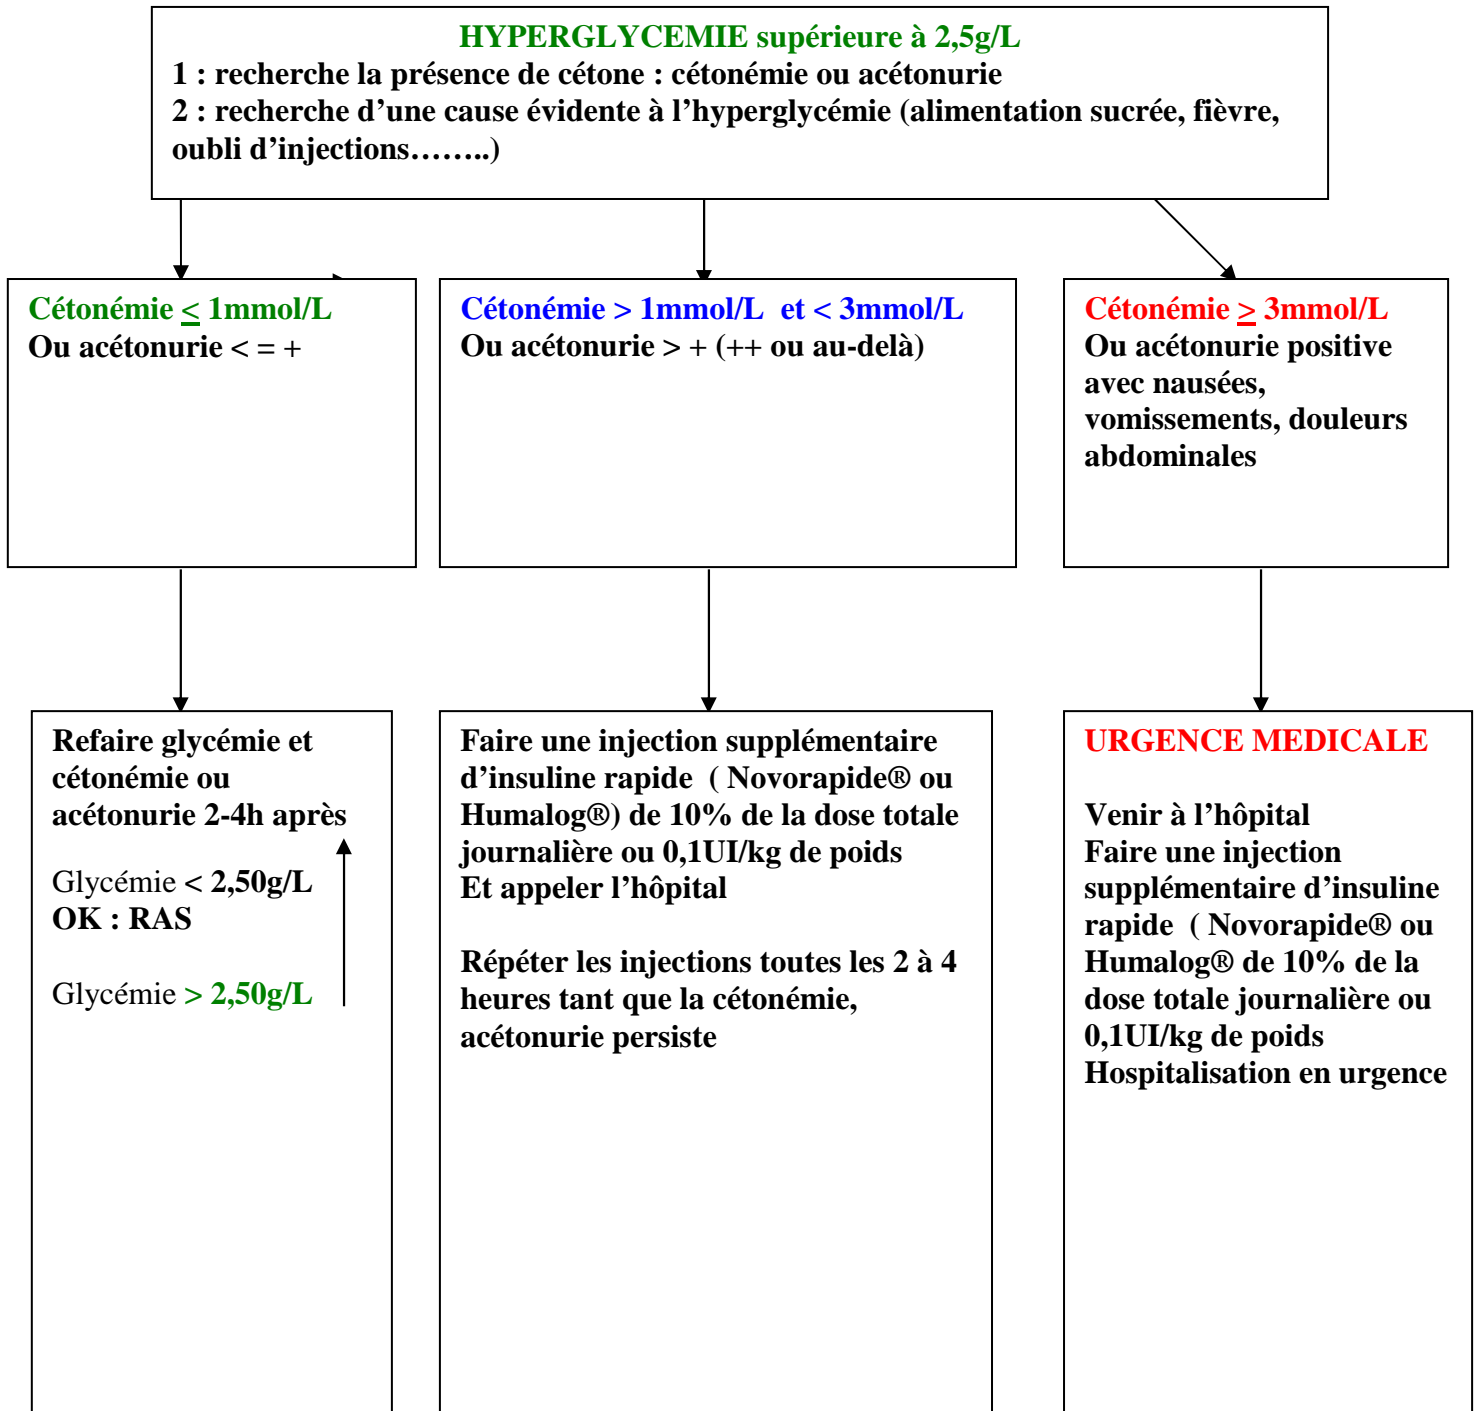 HYPERGLYCEMIE supérieure à 2,5g/L
1 : recherche la présence de cétone : cétonémie ou acétonurie
2 : recherche d’une cause évidente à l’hyperglycémie (alimentation sucrée, fièvre,
oubli d’injections……..)
Cétonémie < 1mmol/L
Ou acétonurie < = +
Cétonémie > 1mmol/L et < 3mmol/L
Ou acétonurie > + (++ ou au-delà)
Cétonémie > 3mmol/L
Ou acétonurie positive
avec nausées,
vomissements, douleurs
abdominales
Refaire glycémie et
cétonémie ou
acétonurie 2-4h après
Glycémie < 2,50g/L
OK : RAS
Glycémie > 2,50g/L
Faire une injection supplémentaire
d’insuline rapide ( Novorapide® ou
Humalog®) de 10% de la dose totale
journalière ou 0,1UI/kg de poids
Et appeler l’hôpital
Répéter les injections toutes les 2 à 4
heures tant que la cétonémie,
acétonurie persiste
URGENCE MEDICALE
Venir à l’hôpital
Faire une injection
supplémentaire d’insuline
rapide ( Novorapide® ou
Humalog® de 10% de la
dose totale journalière ou
0,1UI/kg de poids
Hospitalisation en urgence